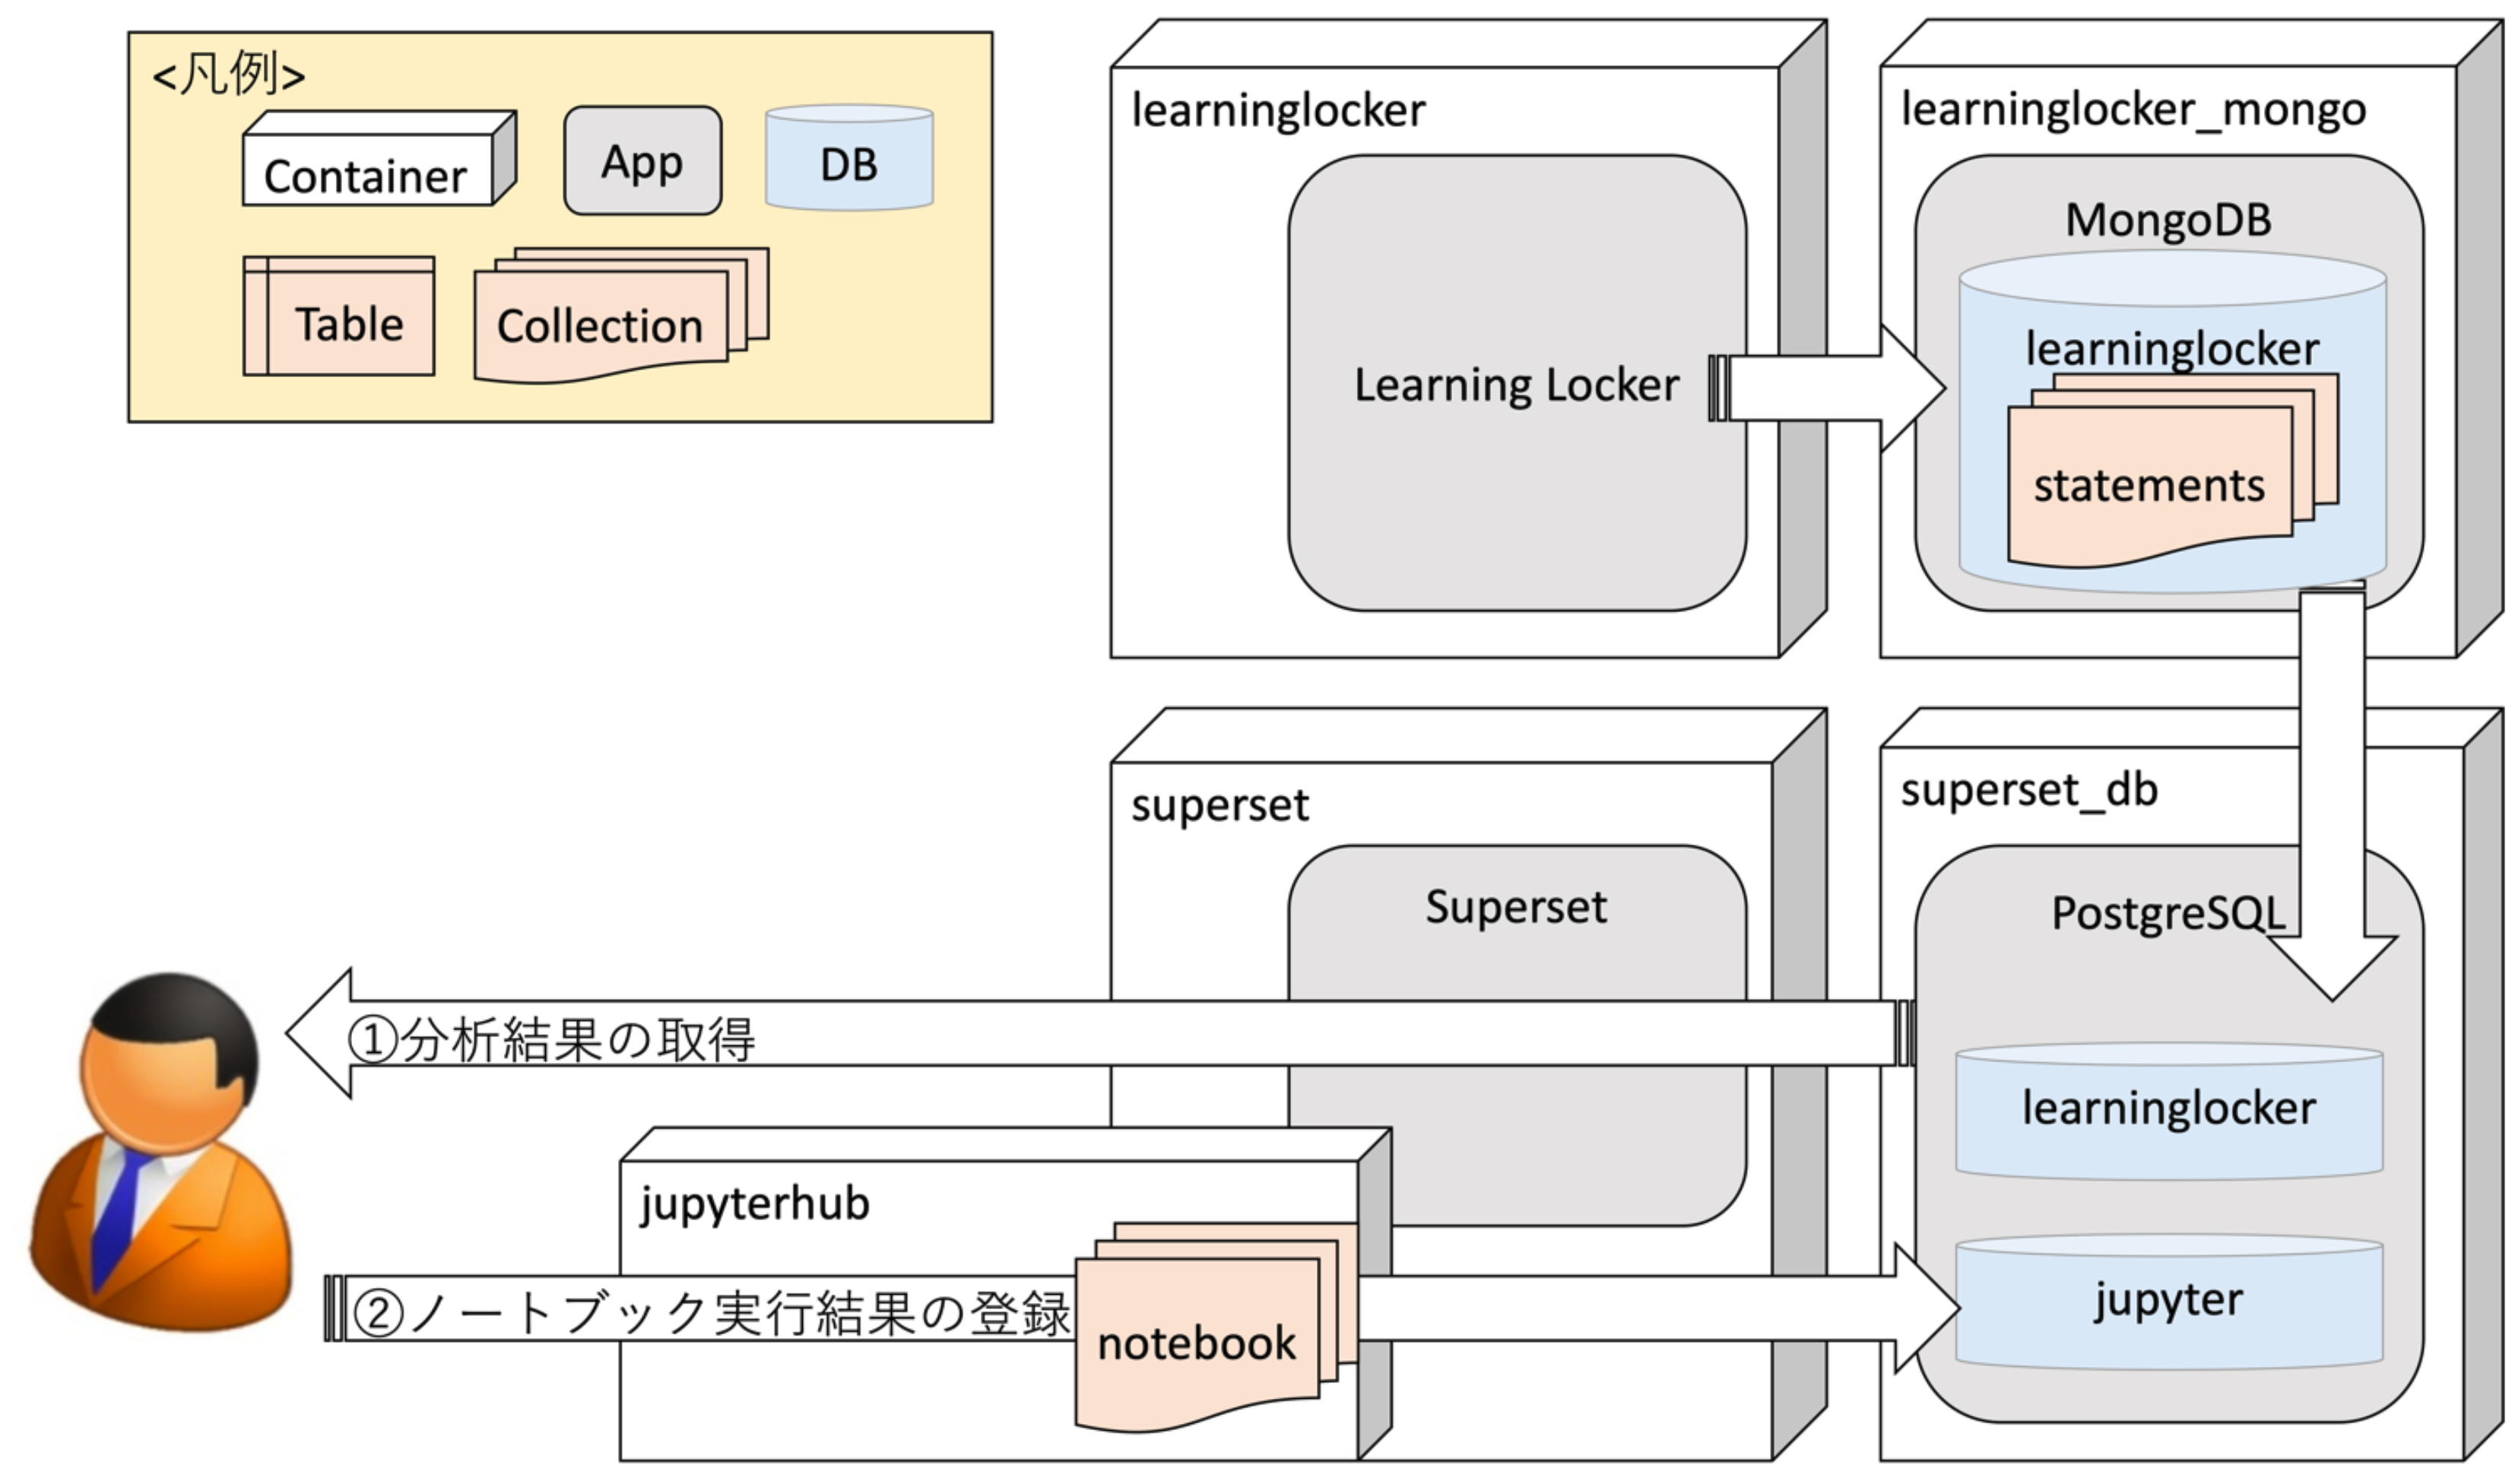 <凡例>
Container
App
DB
Table
Collection
learninglocker
Learning Locker
learninglocker_mongo
MongoDB
learninglocker
statements
superset
Superset
superset_db
PostgreSQL
learninglocker
jupyter
①分析結果の取得
jupyterhub
②ノートブック実行結果の登録
notebook